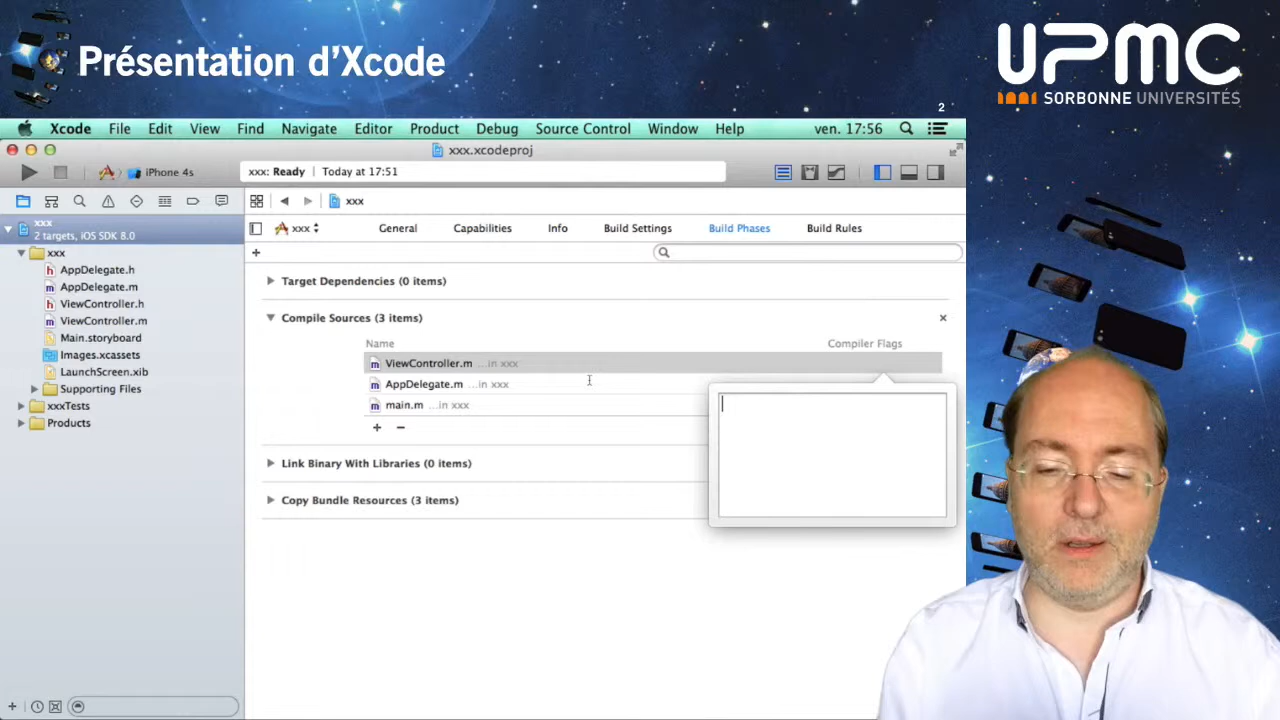 Présentation d'Xcode
UPMC
SORBONNE UNIVERSITÉS
2
Xcode File Edit View Find Navigate Editor Product Debug Source Control Window Help ven. 17:56
xxx.xcodeproj
iPhone 4s
xxx: Ready Today at 17:51
xxx
xxx
2 targets, iOS SDK 8.0
xxx
AppDelegate.h
AppDelegate.m
ViewController.h
ViewController.m
Main.storyboard
Images.xcassets
LaunchScreen.xib
Supporting Files
xxxTests
Products
xxx General Capabilities Info Build Settings Build Phases Build Rules
Target Dependencies (0 items)
Compile Sources (3 items)
Name Compiler Flags
ViewController.m ...in xxx
AppDelegate.m ...in xxx
main.m ...in xxx
Link Binary With Libraries (0 items)
Copy Bundle Resources (3 items)